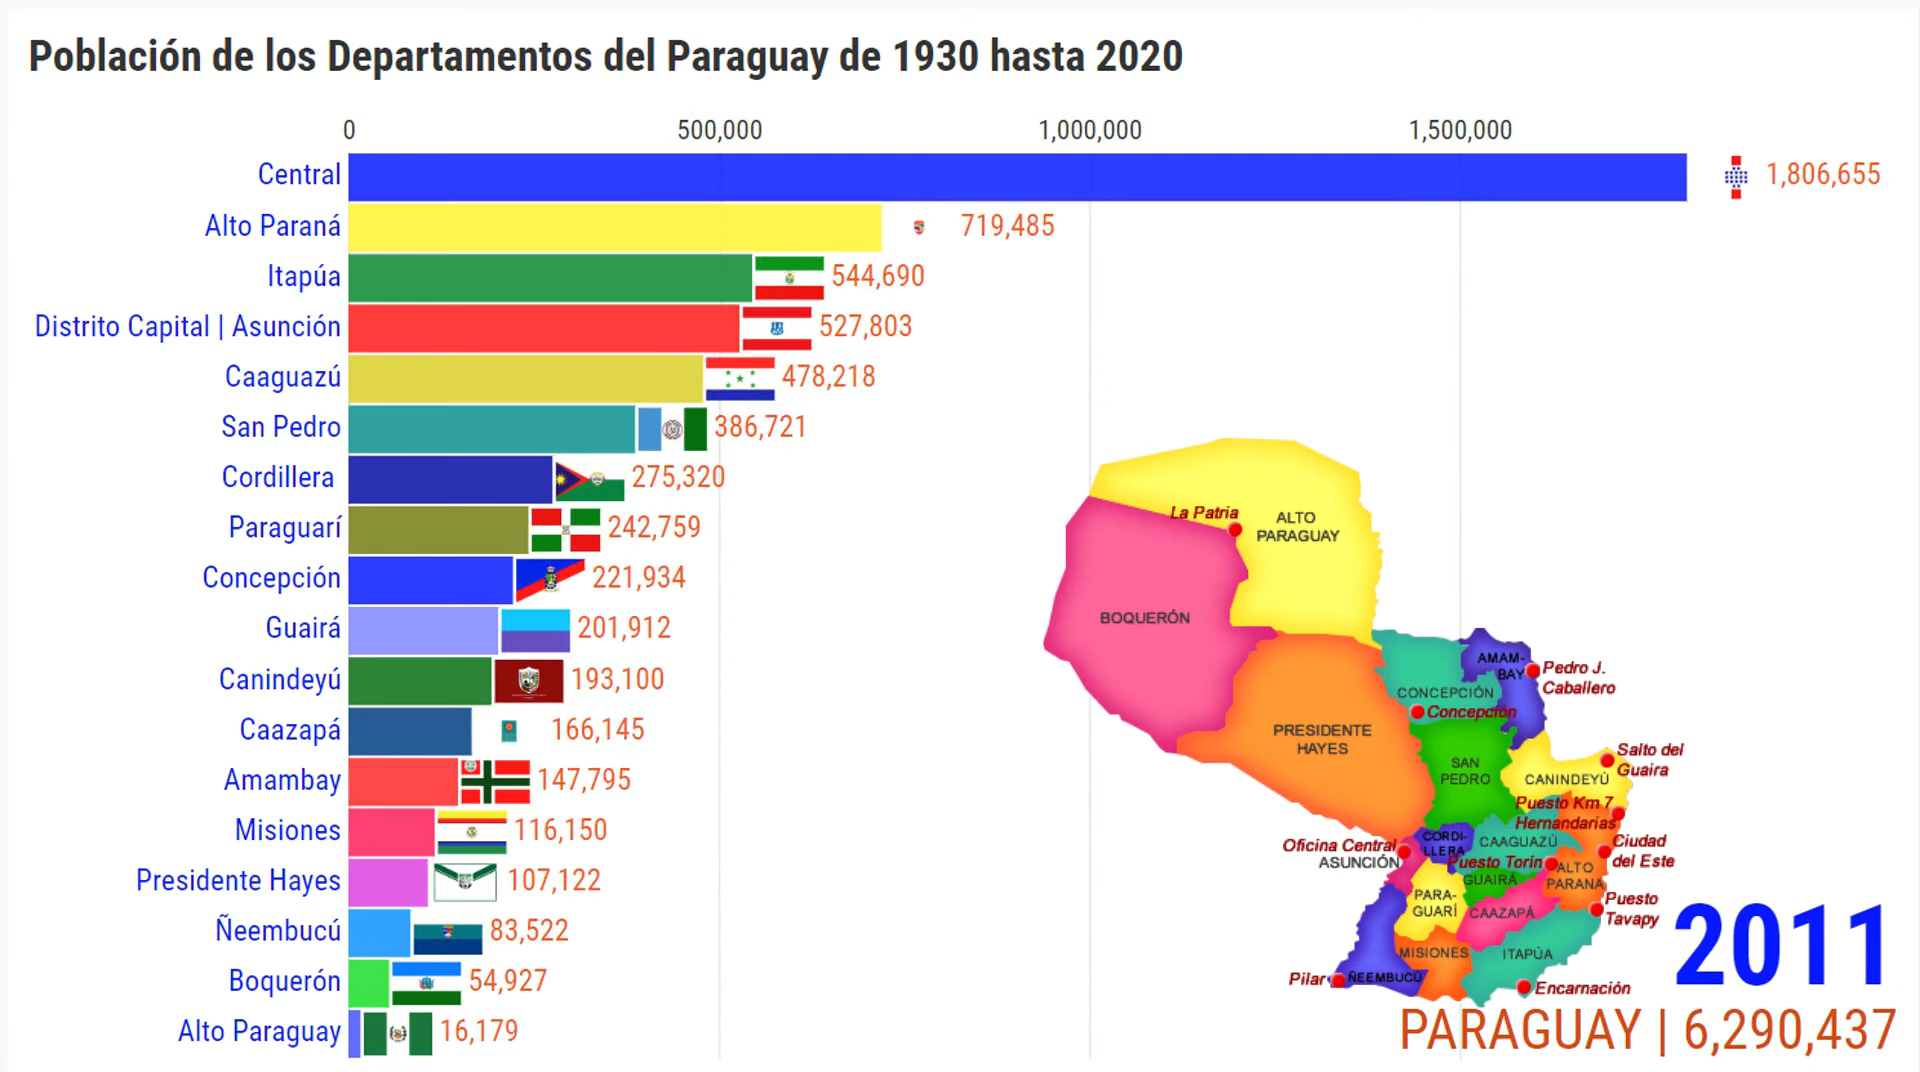 Población de los Departamentos del Paraguay de 1930 hasta 2020
0 500,000 1,000,000 1,500,000
Central 1,806,655
Alto Paraná 719,485
Itapúa 544,690
Distrito Capital | Asunción 527,803
Caaguazú 478,218
San Pedro 386,721
Cordillera 275,320
Paraguarí 242,759
Concepción 221,934
Guairá 201,912
Canindeyú 193,100
Caazapá 166,145
Amambay 147,795
Misiones 116,150
Presidente Hayes 107,122
Ñeembucú 83,522
Boquerón 54,927
Alto Paraguay 16,179
La Patria
ALTO
PARAGUAY
BOQUERÓN
AMAM-
BAY
Pedro J.
Caballero
CONCEPCIÓN
Concepción
PRESIDENTE
HAYES
SAN
PEDRO
Salto del
Guaira
CANINDEYÚ
Puesto Km 7
Hernandarias
CORDI-
LLERA
CAAGUAZÚ
Ciudad
del Este
Oficina Central
ASUNCIÓN
Puesto Torín
ALTO
PARANÁ
GUAIRÁ
PARA-
GUARÍ
CAAZAPÁ
Puesto
Tavapy
MISIONES
ITAPÚA
Pilar
ÑEEMBUCÚ
Encarnación
2011
PARAGUAY | 6,290,437